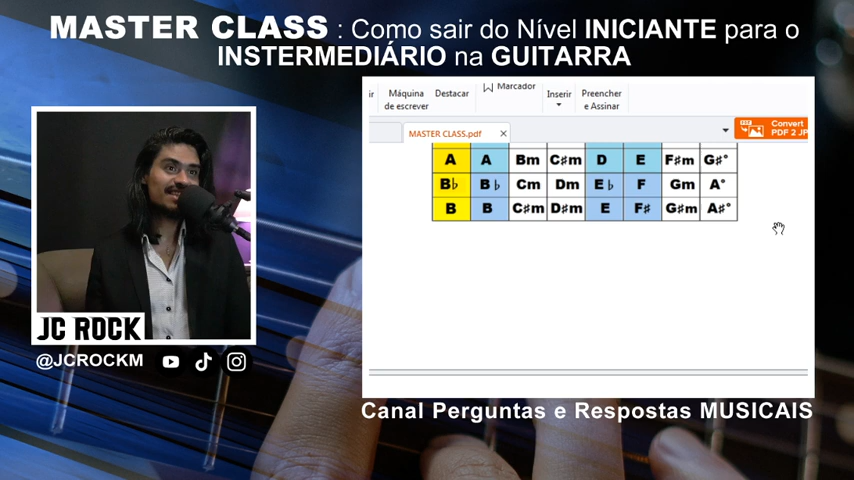 MASTER CLASS : Como sair do Nível INICIANTE para o
INSTERMEDIÁRIO na GUITARRA
ir Máquina de escrever Destacar Marcador Inserir Preencher e Assinar
MASTER CLASS.pdf ×
Convert
PDF 2 JP
A A Bm C♯m D E F♯m G♯°
B♭ B♭ Cm Dm E♭ F Gm A°
B B C♯m D♯m E F♯ G♯m A♯°
JC ROCK
@JCROCKM
Canal Perguntas e Respostas MUSICAIS